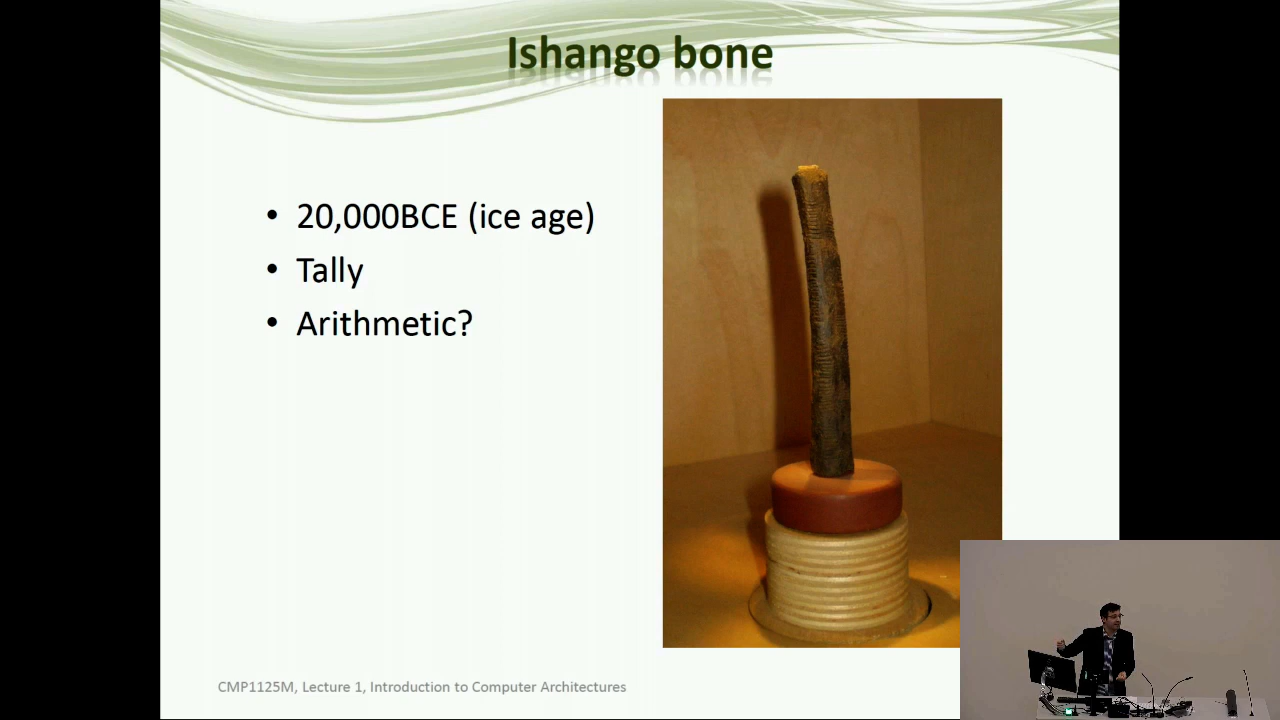 Ishango bone
• 20,000BCE (ice age)
• Tally
• Arithmetic?
CMP1125M, Lecture 1, Introduction to Computer Architectures